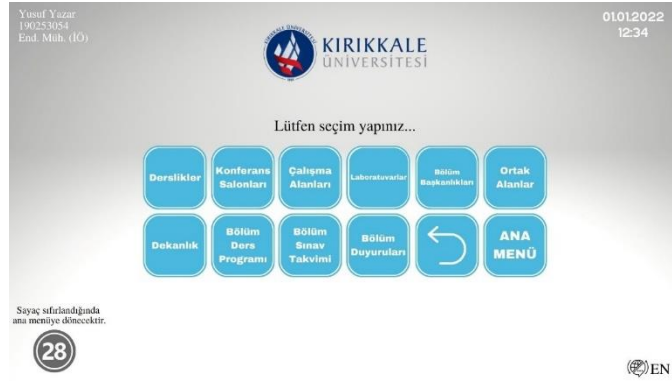 Yusuf Yazar
190253054
End. Müh. (İÖ)
01.01.2022
12:34
KIRIKKALE
ÜNİVERSİTESİ
Lütfen seçim yapınız...
Derslikler
Konferans
Salonları
Çalışma
Alanları
Laboratuvarlar
Bölüm
Başkanlıkları
Ortak
Alanlar
Dekanlık
Bölüm
Ders
Programı
Bölüm
Sınav
Takvimi
Bölüm
Duyuruları
ANA
MENÜ
Sayaç sıfırlandığında
ana menüye dönecektir.
28
EN